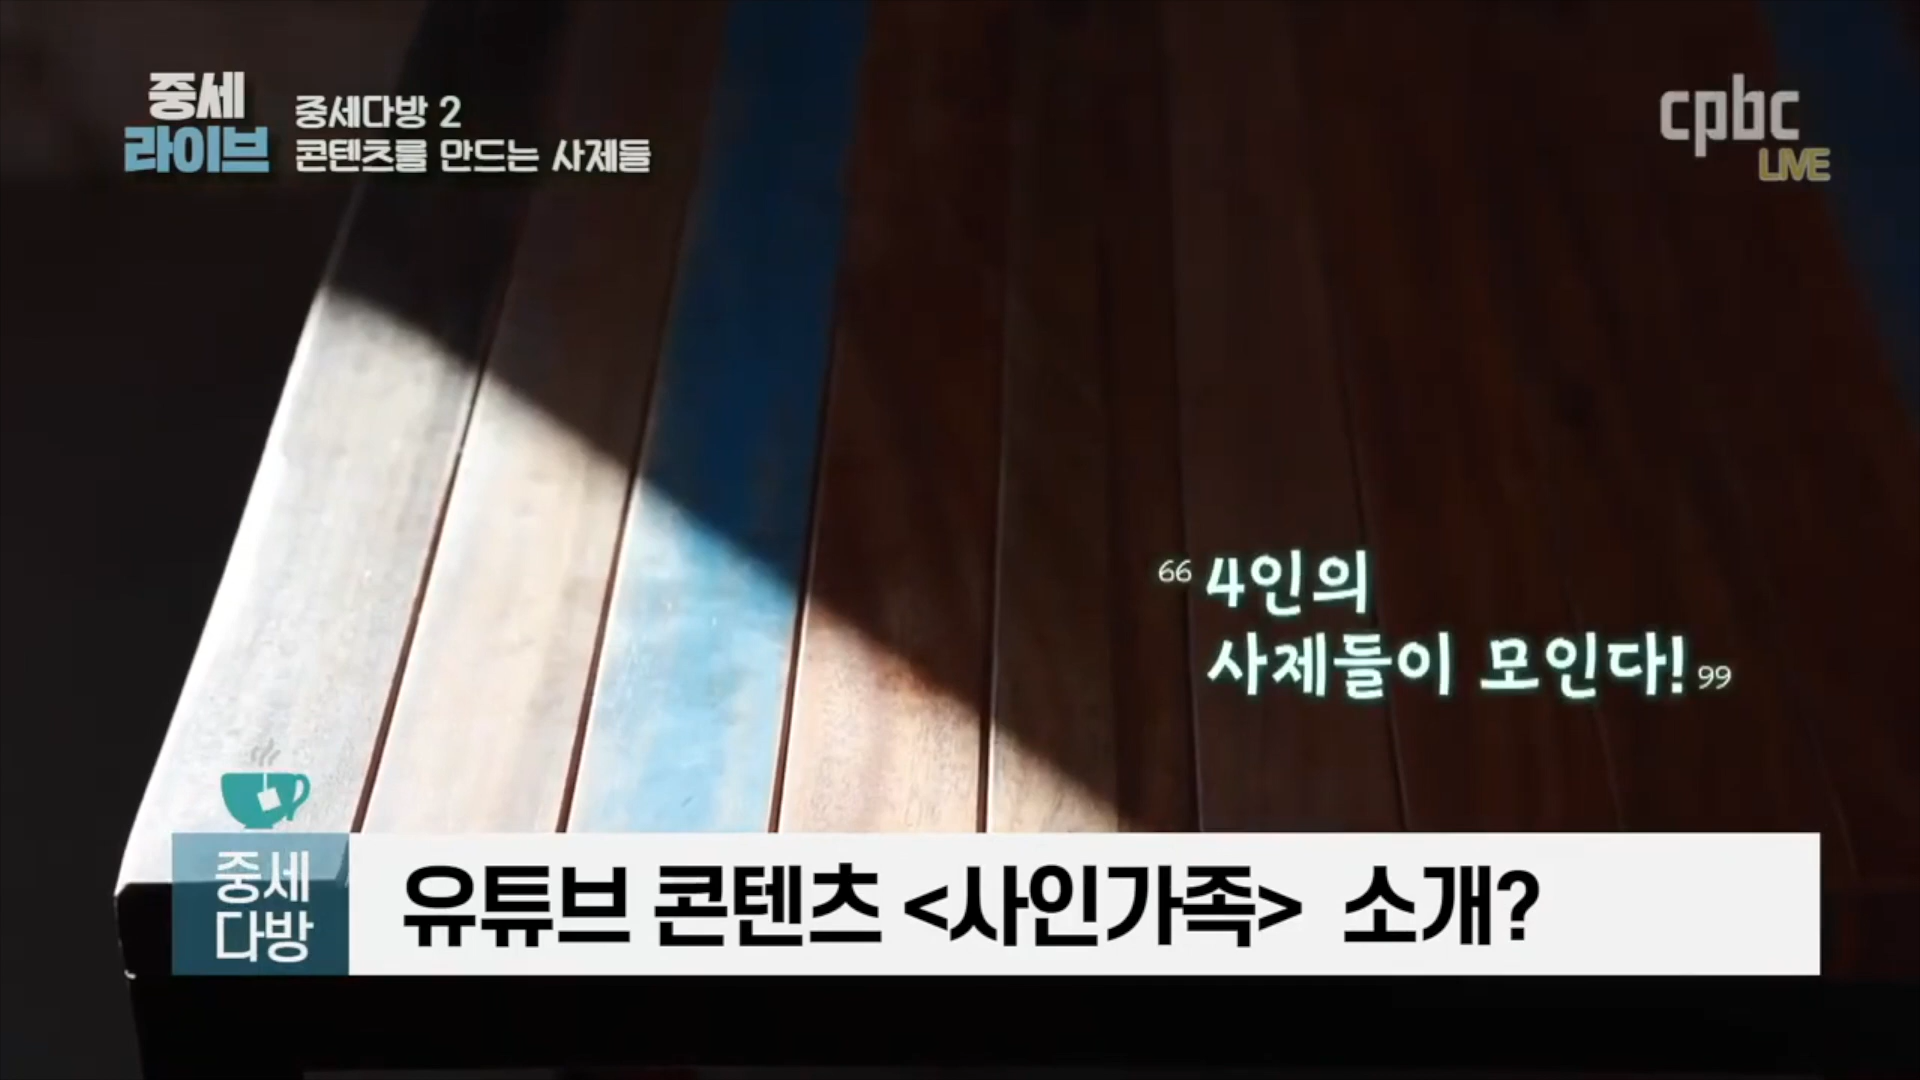 중세
라이브
중세다방 2
콘텐츠를 만드는 사제들
cpbc
LIVE
“ 4인의
사제들이 모인다! ”
중세
다방
유튜브 콘텐츠 <사인가족> 소개?